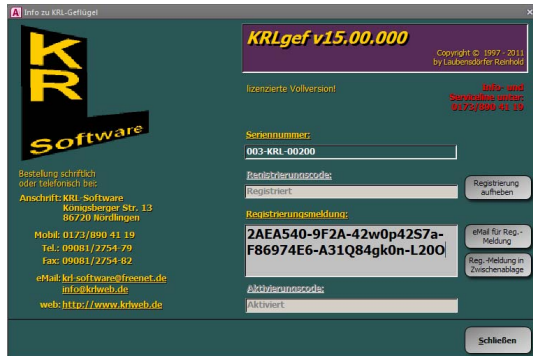 Info zu KRL-Geflügel
KRLgef v15.00.000
Copyright © 1997 - 2011
by Laubensdörfer Reinhold
KR
Software
lizenzierte Vollversion!
Info- und
Serviceline unter:
0173/890 41 19
Seriennummer:
003-KRL-00200
Bestellung schriftlich
oder telefonisch bei:
Anschrift: KRL-Software
Königsberger Str. 13
86720 Nördlingen
Mobil: 0173/890 41 19
Tel.: 09081/2754-79
Fax: 09081/2754-82
eMail: krl-software@freenet.de
info@krlweb.de
web: http://www.krlweb.de
Registrierungscode:
Registriert
Registrierung aufheben
Registrierungsmeldung:
2AEA540-9F2A-42w0p42S7a-
F86974E6-A31Q84gk0n-L20O
eMail für Reg.-
Meldung
Reg.-Meldung in
Zwischenablage
Aktivierungscode:
Aktiviert
Schließen